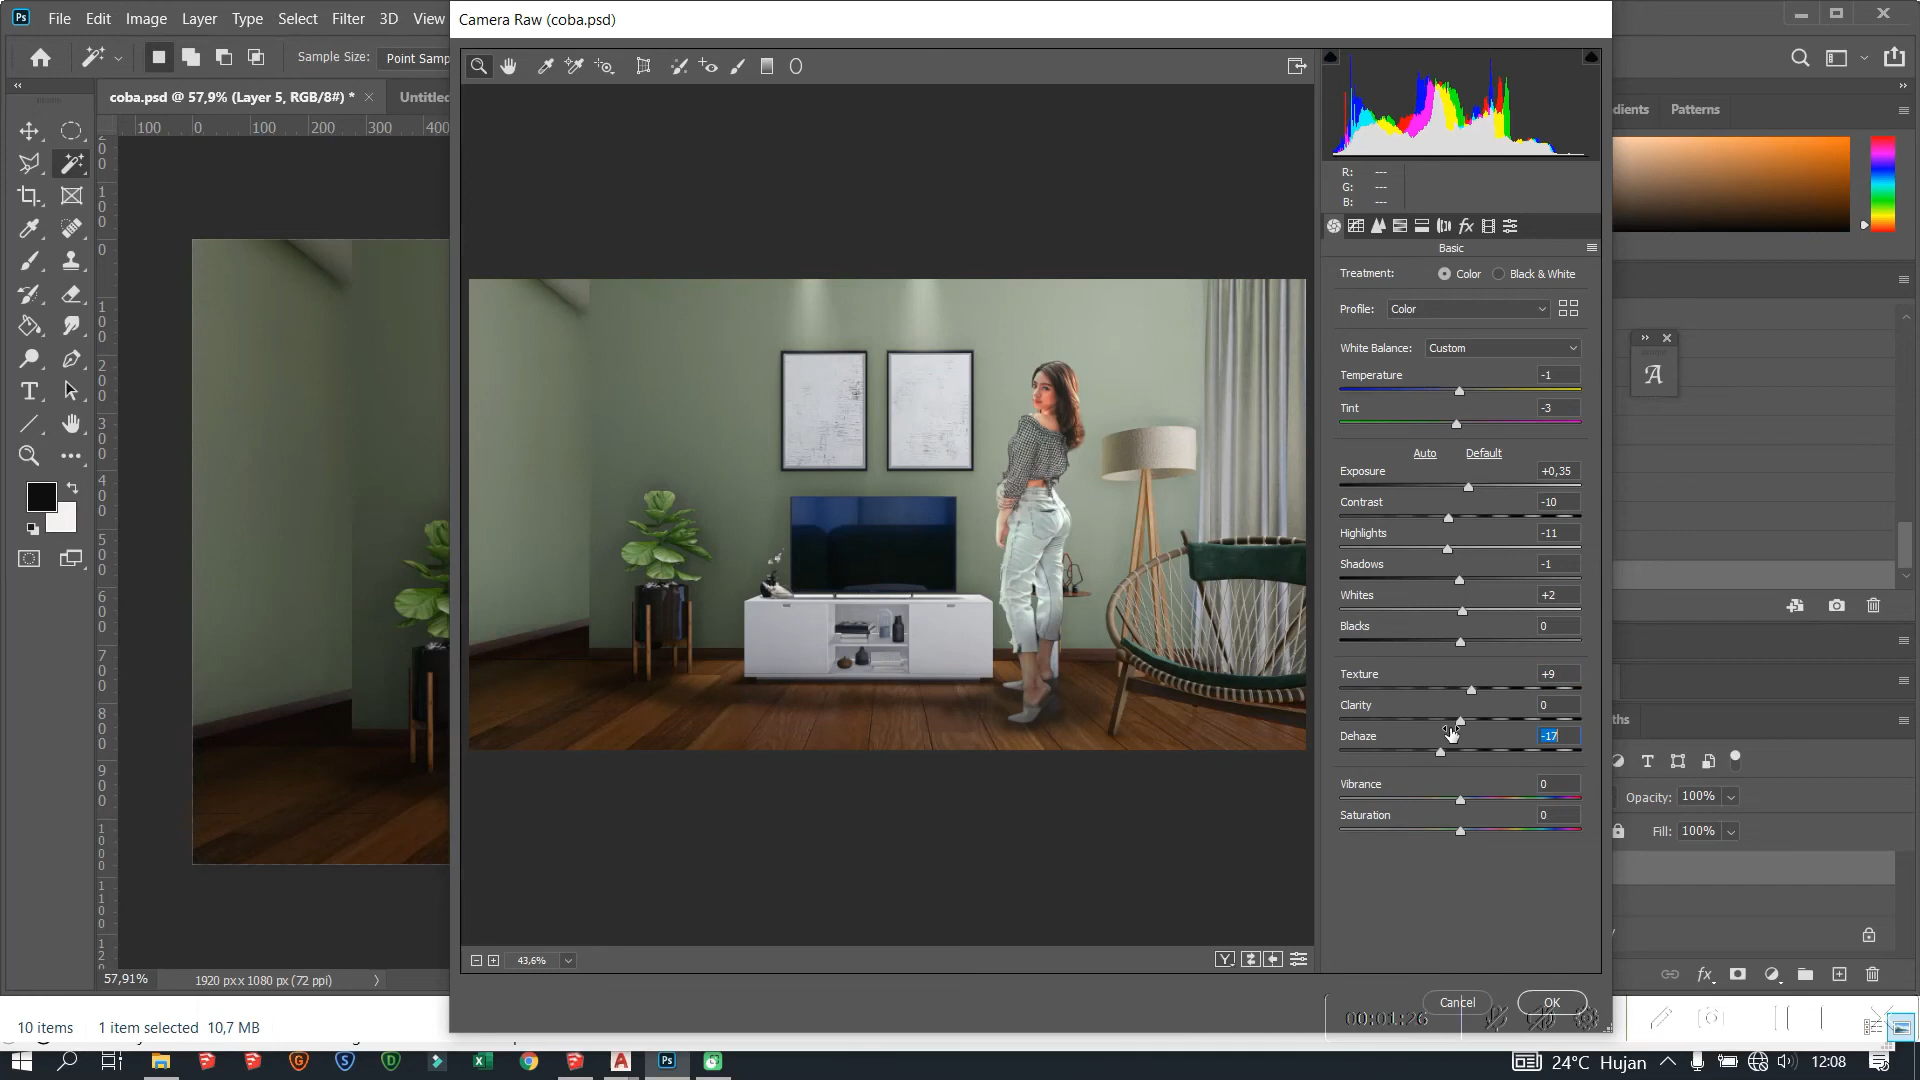 Ps File Edit Image Layer Type Select Filter 3D View
Camera Raw (coba.psd)
Sample Size: Point Samp
coba.psd @ 57,9% (Layer 5, RGB/8#) * ×
Untitled
100 0 100 200 300 400
dients Patterns
R: ---
G: ---
B: ---
Basic
Treatment: Color Black & White
Profile: Color
White Balance: Custom
Temperature -1
Tint -3
Auto Default
Exposure +0,35
Contrast -10
Highlights -11
Shadows -1
Whites +2
Blacks 0
Texture +9
Clarity 0
Dehaze -17
Vibrance 0
Saturation 0
ths
Opacity: 100%
Fill: 100%
43,6%
57,91% 1920 px x 1080 px (72 ppi)
Cancel OK
00:01:26
10 items 1 item selected 10,7 MB
24°C Hujan 12:08